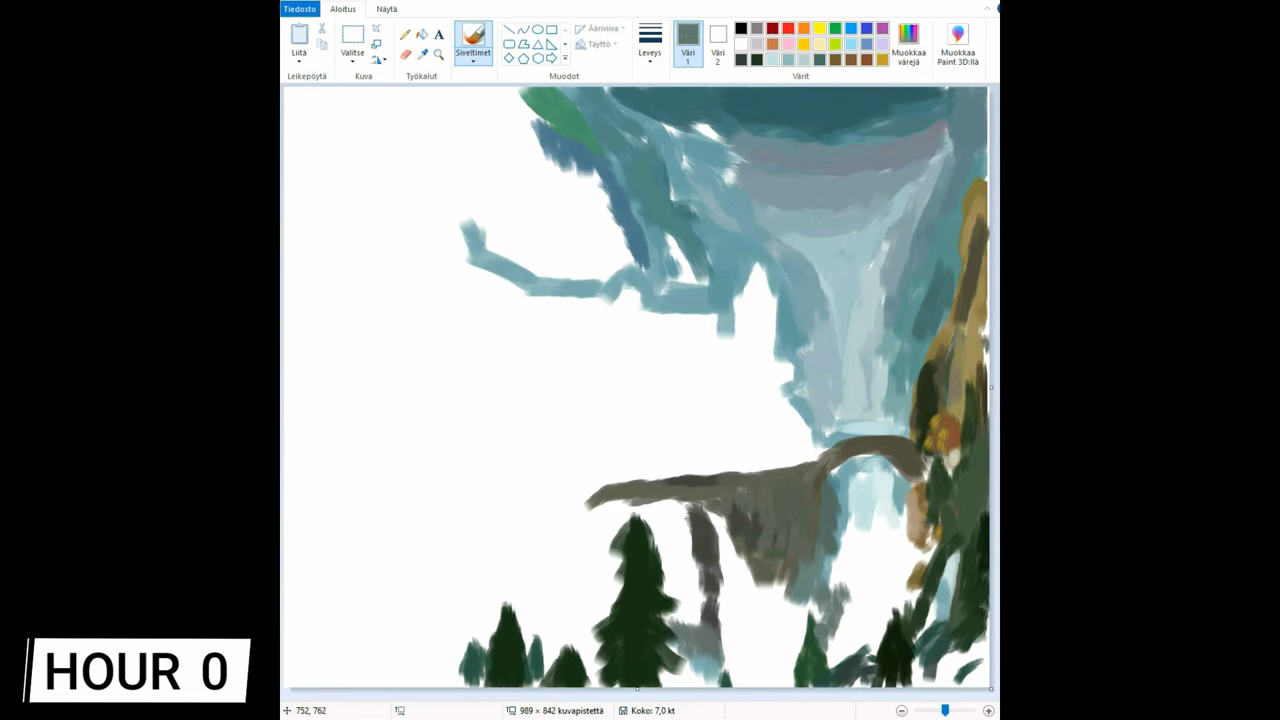 Tiedosto Aloitus Näytä
Liitä
Valitse
A
Siveltimet
Ääriviiva
Täyttö
Leveys
Väri
1
Väri
2
Muokkaa
värejä
Muokkaa
Paint 3D:llä
Leikepöytä Kuva Työkalut Muodot Värit
HOUR 0
752, 762
989 × 842 kuvapistettä
Koko: 7,0 kt